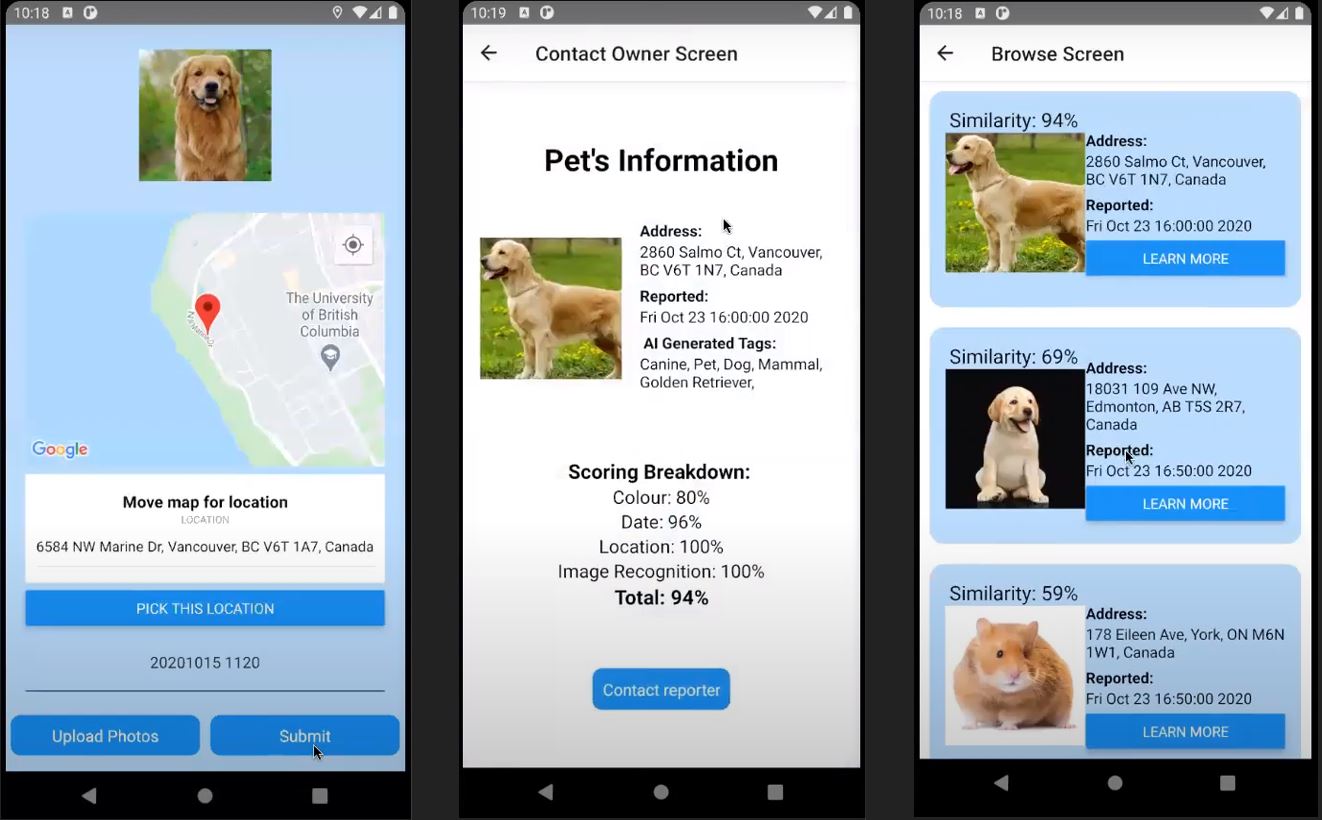 10:18
N Marine Dr
The University
of British
Columbia
Google
Move map for location
LOCATION
6584 NW Marine Dr, Vancouver, BC V6T 1A7, Canada
PICK THIS LOCATION
20201015 1120
Upload Photos
Submit
10:19
Contact Owner Screen
Pet's Information
Address:
2860 Salmo Ct, Vancouver,
BC V6T 1N7, Canada
Reported:
Fri Oct 23 16:00:00 2020
AI Generated Tags:
Canine, Pet, Dog, Mammal,
Golden Retriever,
Scoring Breakdown:
Colour: 80%
Date: 96%
Location: 100%
Image Recognition: 100%
Total: 94%
Contact reporter
10:18
Browse Screen
Similarity: 94%
Address:
2860 Salmo Ct, Vancouver,
BC V6T 1N7, Canada
Reported:
Fri Oct 23 16:00:00 2020
LEARN MORE
Similarity: 69%
Address:
18031 109 Ave NW,
Edmonton, AB T5S 2R7,
Canada
Reported:
Fri Oct 23 16:50:00 2020
LEARN MORE
Similarity: 59%
Address:
178 Eileen Ave, York, ON M6N
1W1, Canada
Reported:
Fri Oct 23 16:50:00 2020
LEARN MORE